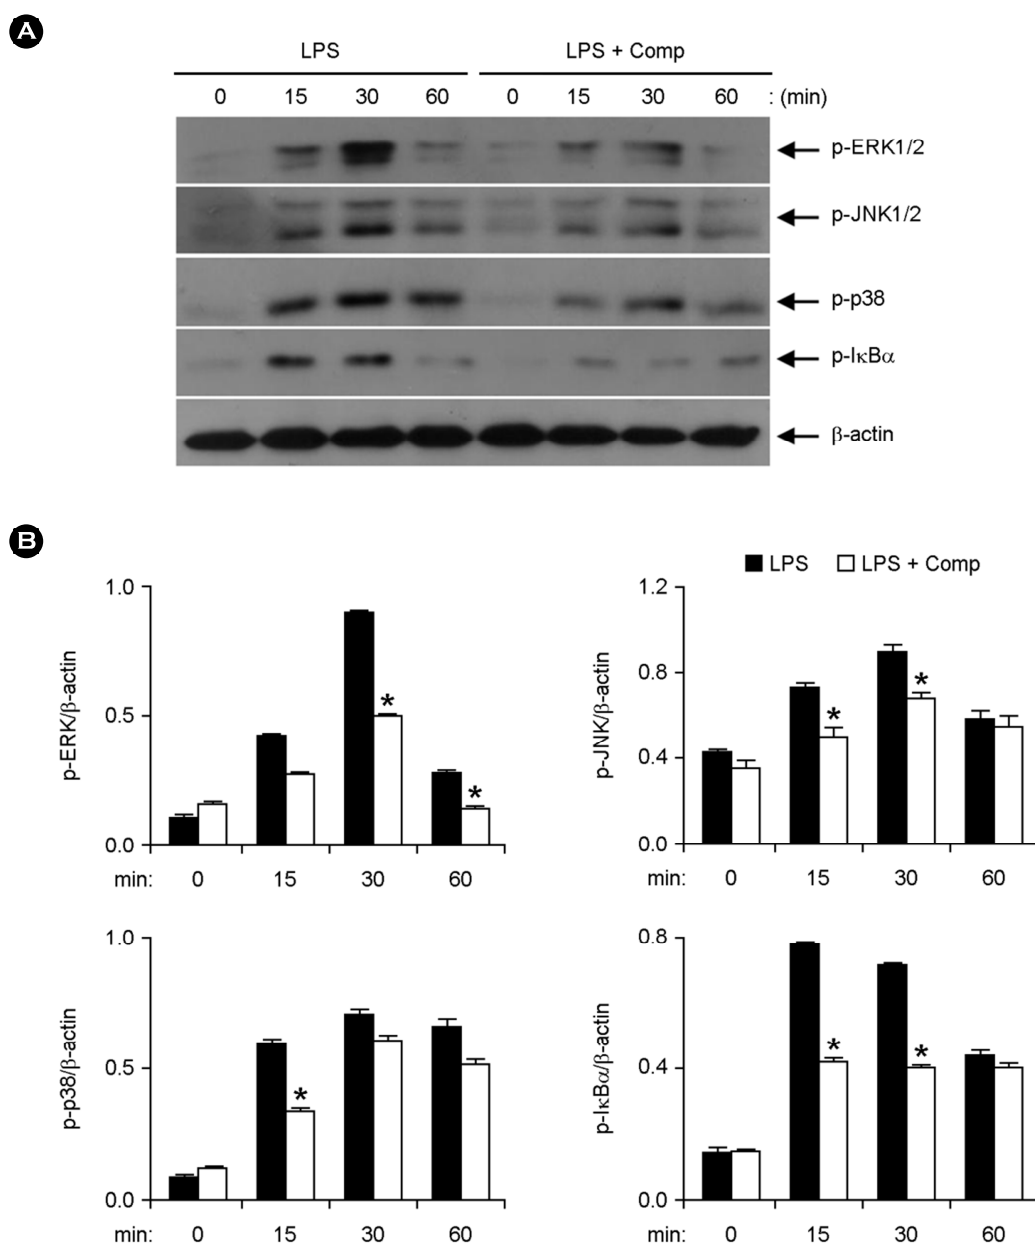 A
LPS LPS + Comp
0 15 30 60 0 15 30 60 : (min)
p-ERK1/2
p-JNK1/2
p-p38
p-IκBα
β-actin
B
LPS LPS + Comp
p-ERK/β-actin
1.0
0.5
0.0
* *
min: 0 15 30 60
p-JNK/β-actin
1.2
0.8
0.4
0.0
* *
min: 0 15 30 60
p-p38/β-actin
1.0
0.5
0.0
*
min: 0 15 30 60
p-IκBα/β-actin
0.8
0.4
0.0
* *
min: 0 15 30 60